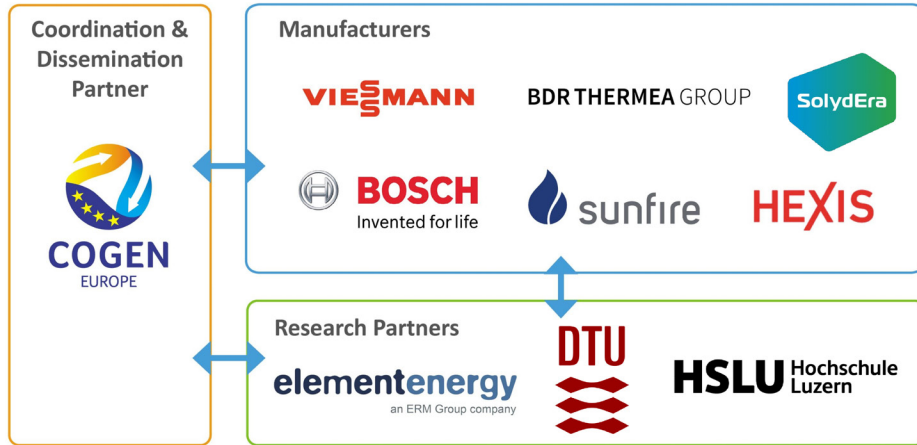 Coordination &
Dissemination
Partner
COGEN
EUROPE
Manufacturers
VIESSMANN
BDR THERMEA GROUP
SolydEra
BOSCH
Invented for life
sunfire
HEXIS
Research Partners
elementenergy
an ERM Group company
DTU
HSLU Hochschule
Luzern